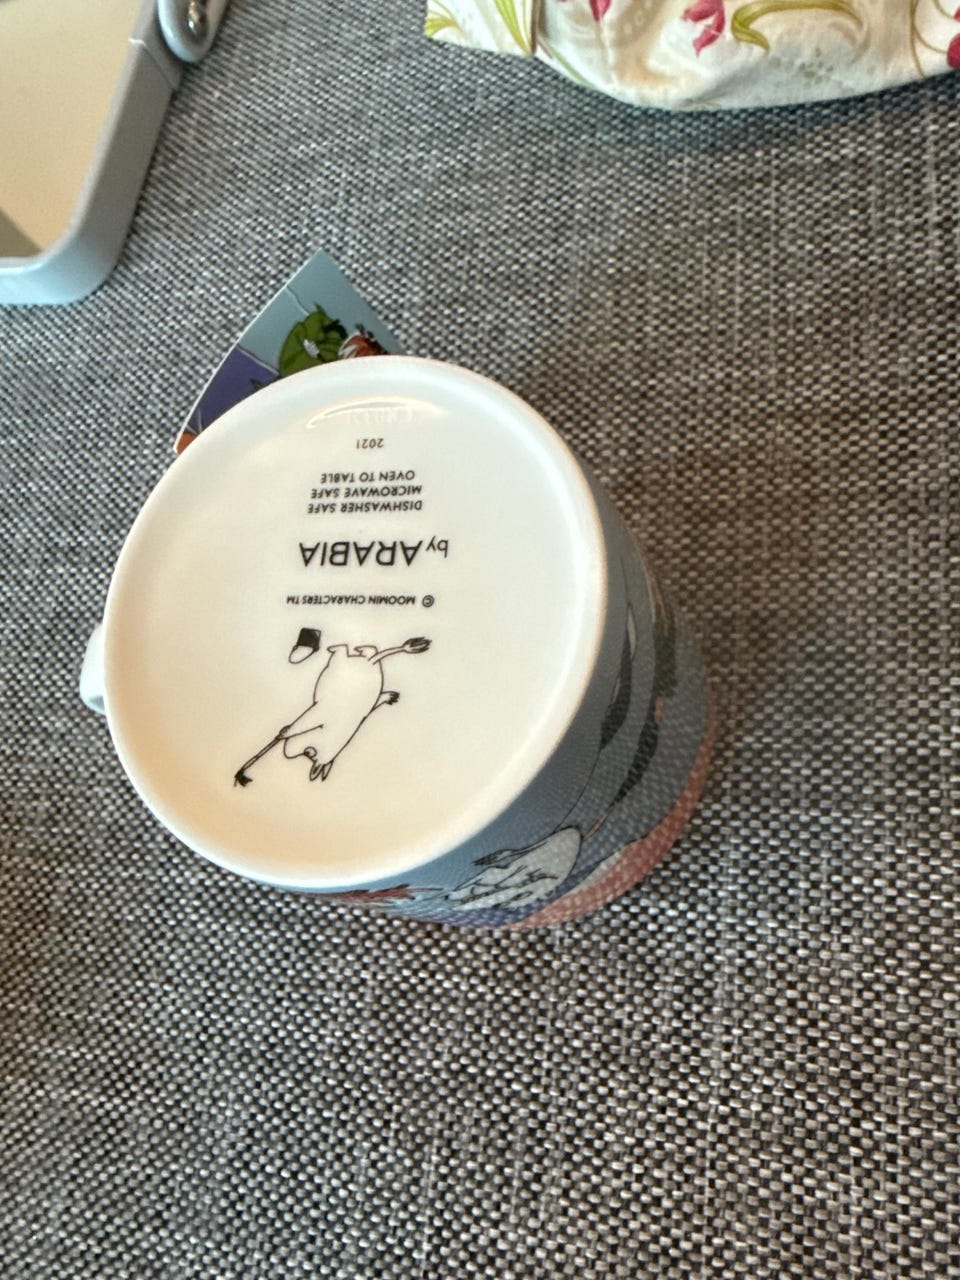 © MOOMIN CHARACTERS TM
by ARABIA
DISHWASHER SAFE
MICROWAVE SAFE
OVEN TO TABLE
2021